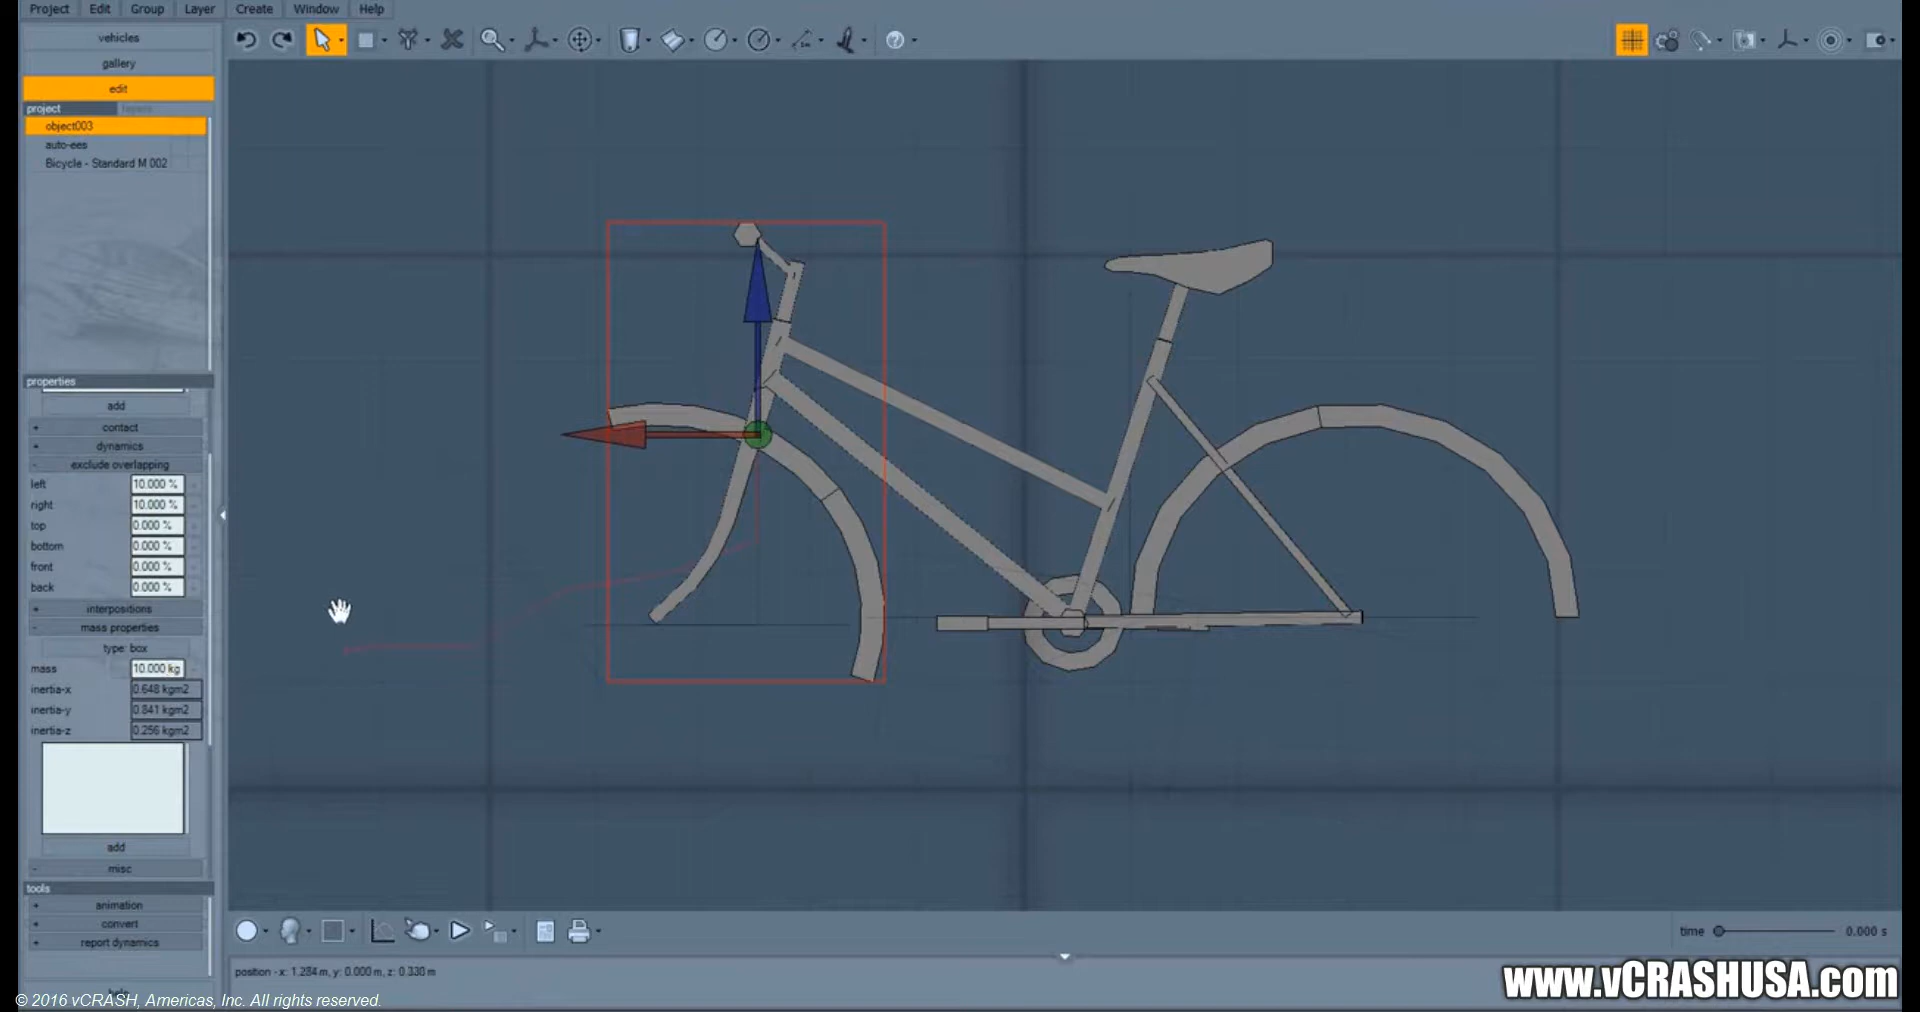 Project Edit Group Layer Create Window Help
vehicles
gallery
edit
project layers
object003
auto-ees
Bicycle - Standard M 002
properties
add
+ contact
+ dynamics
- exclude overlapping
left 10.000 %
right 10.000 %
top 0.000 %
bottom 0.000 %
front 0.000 %
back 0.000 %
+ interpositions
- mass properties
type: box
mass 10.000 kg
inertia-x 0.648 kgm2
inertia-y 0.841 kgm2
inertia-z 0.256 kgm2
add
- misc
tools
+ animation
+ convert
+ report dynamics
help
time 0.000 s
position - x: 1.284 m, y: 0.000 m, z: 0.330 m
© 2016 vCRASH, Americas, Inc. All rights reserved.
www.vCRASHUSA.com